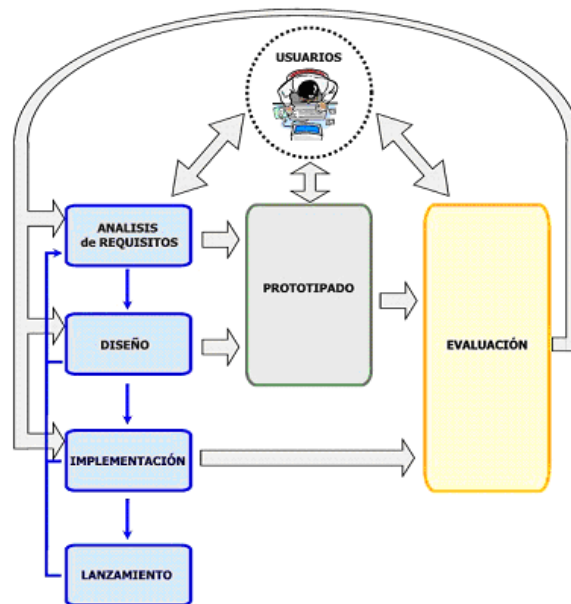 USUARIOS
ANALISIS
de REQUISITOS
PROTOTIPADO
DISEÑO
EVALUACIÓN
IMPLEMENTACIÓN
LANZAMIENTO